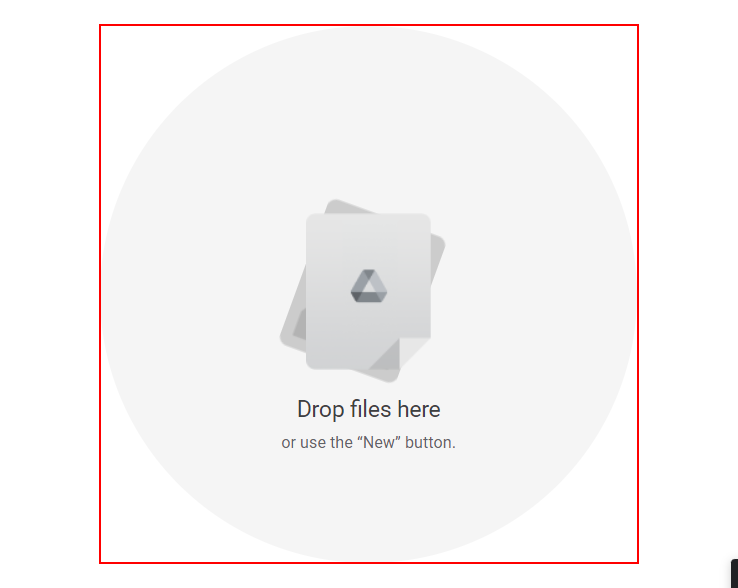 Drop files here
or use the “New” button.